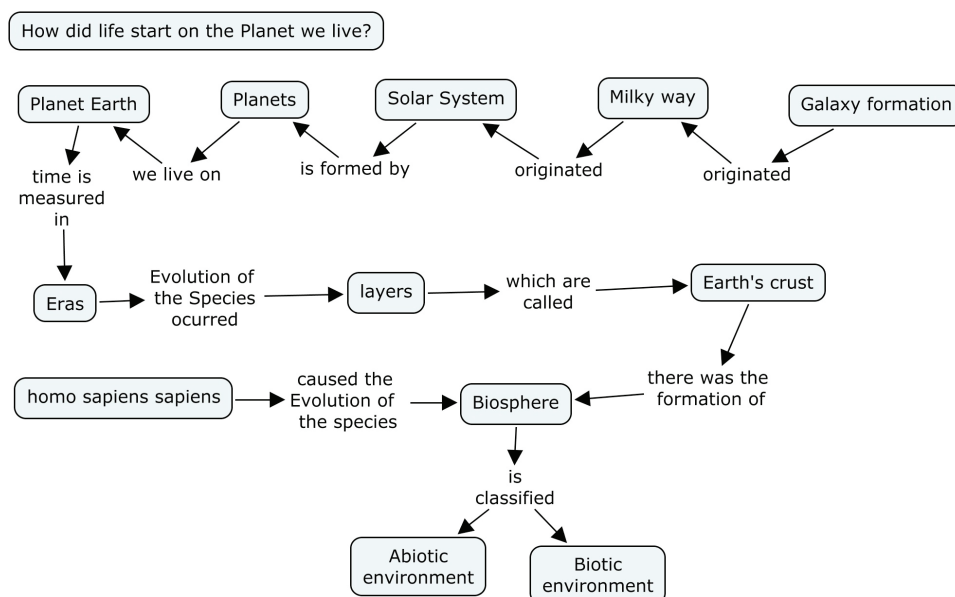 How did life start on the Planet we live?
Planet Earth
Planets
Solar System
Milky way
Galaxy formation
time is
measured
in
we live on
is formed by
originated
originated
Eras
Evolution of
the Species
ocurred
layers
which are
called
Earth's crust
homo sapiens sapiens
caused the
Evolution of
the species
Biosphere
there was the
formation of
is
classified
Abiotic
environment
Biotic
environment